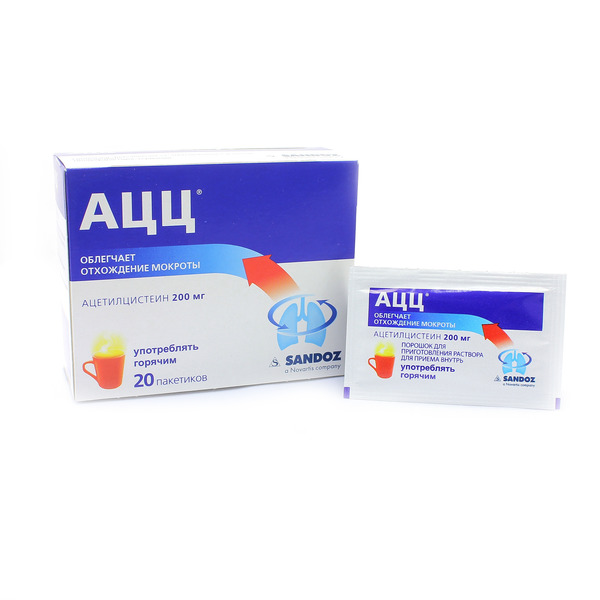 SANDOZ
АЦЦ®
ОБЛЕГЧАЕТ
ОТХОЖДЕНИЕ МОКРОТЫ
АЦЕТИЛЦИСТЕИН 200 мг
употреблять
горячим
20 пакетиков
SANDOZ
a Novartis company
АЦЦ®
ОБЛЕГЧАЕТ
ОТХОЖДЕНИЕ МОКРОТЫ
АЦЕТИЛЦИСТЕИН 200 мг
ПОРОШОК ДЛЯ
ПРИГОТОВЛЕНИЯ РАСТВОРА
ДЛЯ ПРИЕМА ВНУТРЬ
употреблять
горячим
SANDOZ
a Novartis company